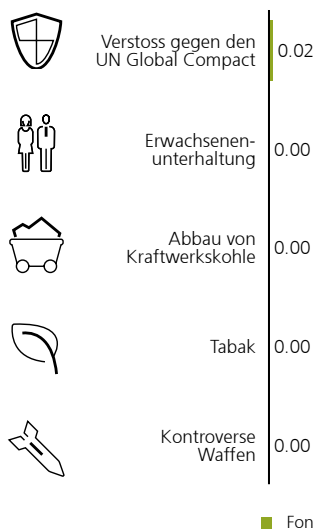 Verstoss gegen den
UN Global Compact
0.02
Erwachsenen-
unterhaltung
0.00
Abbau von
Kraftwerkskohle
0.00
Tabak
0.00
Kontroverse
Waffen
0.00
Fon